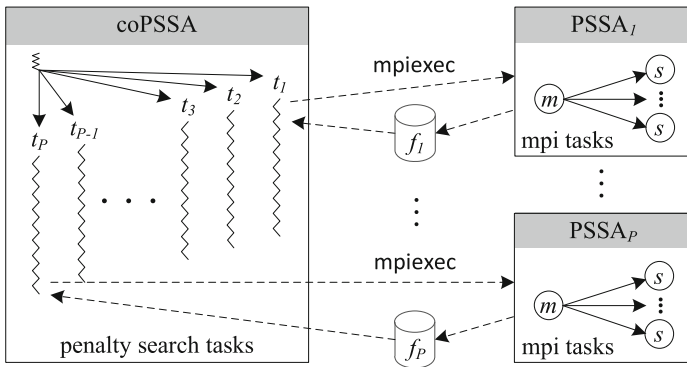 coPSSA
t1
t2
t3
tP-1
tP
. . .
penalty search tasks
mpiexec
f1
mpiexec
fP
PSSA1
m
s
s
mpi tasks
PSSAP
m
s
s
mpi tasks